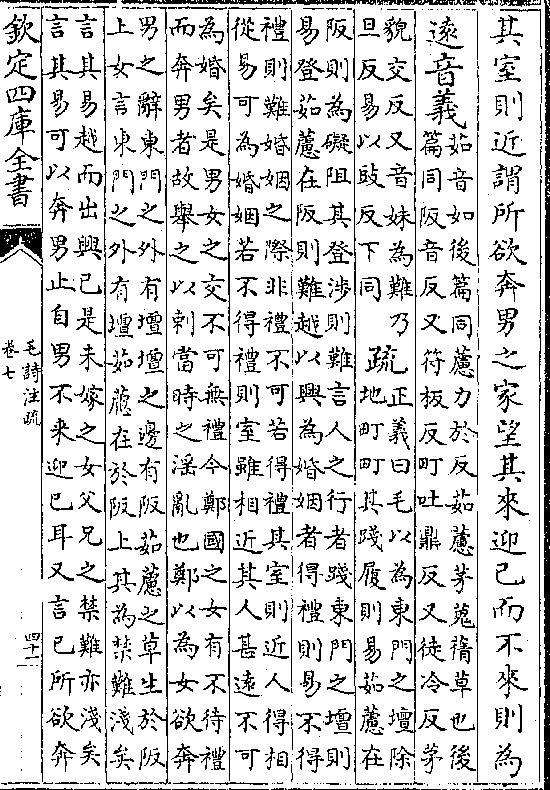 其室則近謂所欲奔男之家望其來迎己而不來則為
遠音義
茹音如後篇同藘力於反茹藘茅蒐蒨草也後
篇同阪音反又符板反町吐鼎反又徒冷反茅
貌交反又音妹為難乃
旦反易以豉反下同
疏
正義曰毛以為東門之壇除
地町町其踐履則易茹藘在
阪則為礙阻其登涉則難言人之行者踐東門之壇則
易登茹藘在阪則難越以興為婚姻者得禮則易不得
禮則難婚姻之際非禮不可若得禮其室則近人得相
從易可為婚姻若不得禮則室雖相近其人甚遠不可
為婚矣是男女之交不可無禮今鄭國之女有不待禮
而奔男者故舉之以刺當時之淫亂也鄭以為女欲奔
男之辭東門之外有壇壇之邊有阪茹藘之草生於阪
上女言東門之外有壇茹藘在於阪上其為禁難淺矣
言其易越而出興己是未嫁之女父兄之禁難亦淺矣
言其易可以奔男止自男不來迎己耳又言己所欲奔
欽定四庫全書
毛詩注疏
卷七
四十二